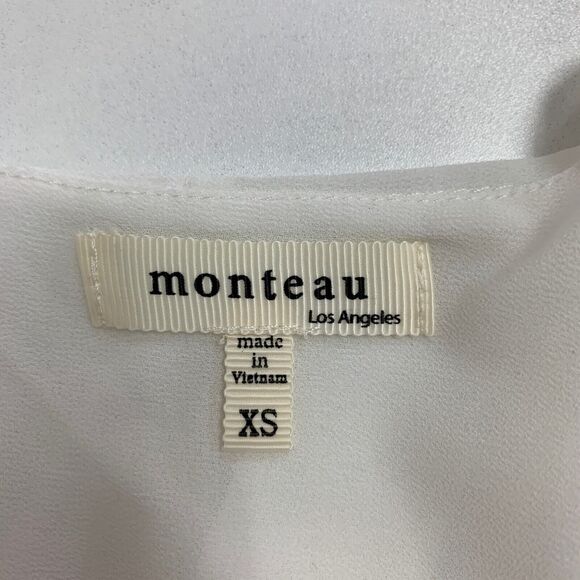 monteau
Los Angeles
made
in
Vietnam
XS